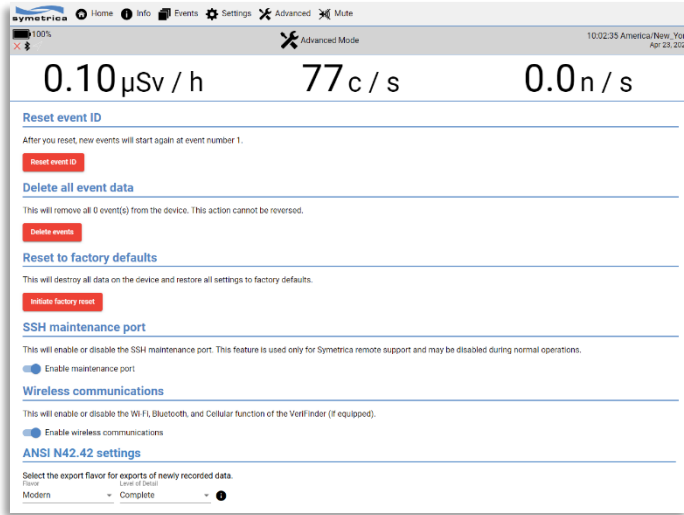 symetrica Home Info Events Settings Advanced Mute
100% Advanced Mode 10:02:35 America/New_Yor
Apr 23, 202
0.10 µSv / h 77 c / s 0.0 n / s
Reset event ID
After you reset, new events will start again at event number 1.
Reset event ID
Delete all event data
This will remove all 0 event(s) from the device. This action cannot be reversed.
Delete events
Reset to factory defaults
This will destroy all data on the device and restore all settings to factory defaults.
Initiate factory reset
SSH maintenance port
This will enable or disable the SSH maintenance port. This feature is used only for Symetrica remote support and may be disabled during normal operations.
Enable maintenance port
Wireless communications
This will enable or disable the Wi-Fi, Bluetooth, and Cellular function of the VeriFinder (if equipped).
Enable wireless communications
ANSI N42.42 settings
Select the export flavor for exports of newly recorded data.
Flavor Level of Detail
Modern Complete